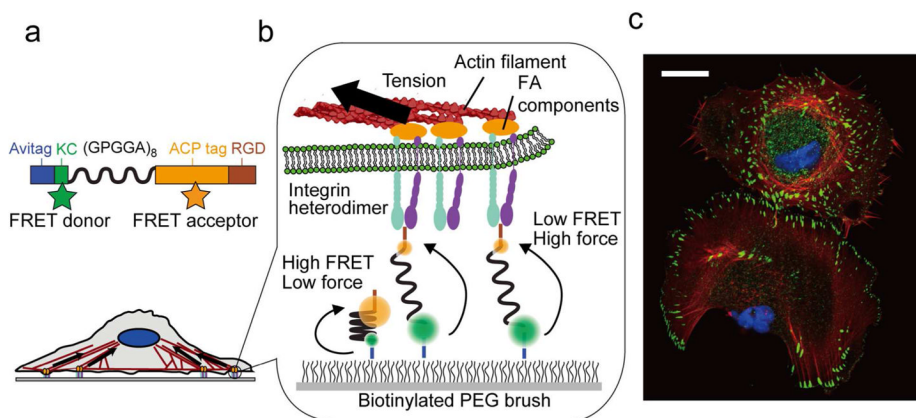 a
Avitag KC (GPGGA)8 ACP tag RGD
FRET donor FRET acceptor
b
Tension
Actin filament
FA
components
Integrin
heterodimer
Low FRET
High force
High FRET
Low force
Biotinylated PEG brush
c